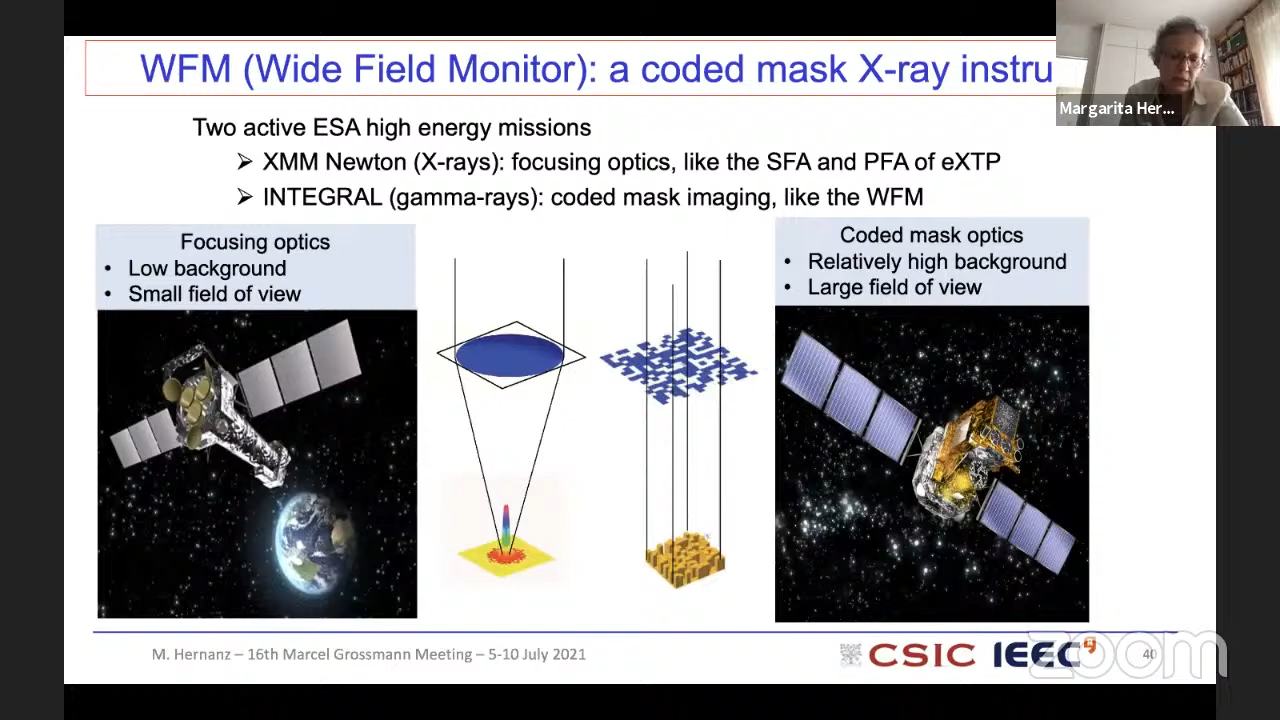 WFM (Wide Field Monitor): a coded mask X-ray instru
Margarita Her...
Two active ESA high energy missions
➢ XMM Newton (X-rays): focusing optics, like the SFA and PFA of eXTP
➢ INTEGRAL (gamma-rays): coded mask imaging, like the WFM
Focusing optics
• Low background
• Small field of view
Coded mask optics
• Relatively high background
• Large field of view
M. Hernanz – 16th Marcel Grossmann Meeting – 5-10 July 2021
CSIC IEEC
40
zoom